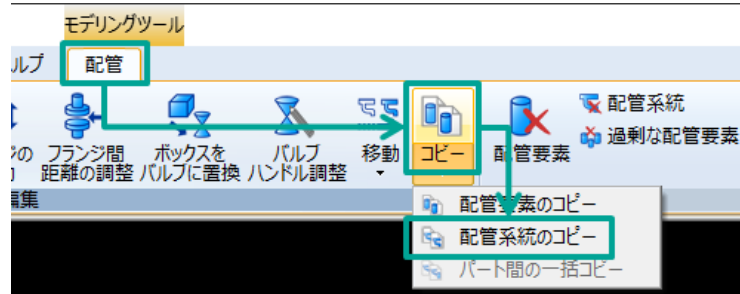 モデリングツール
ルプ
配管
配管系統
過剰な配管要素
の フランジ間 ボックスを バルブ 移動 コピー 配管要素
距離の調整 バルブに置換 ハンドル調整
編集
配管要素のコピー
配管系統のコピー
パート間の一括コピー